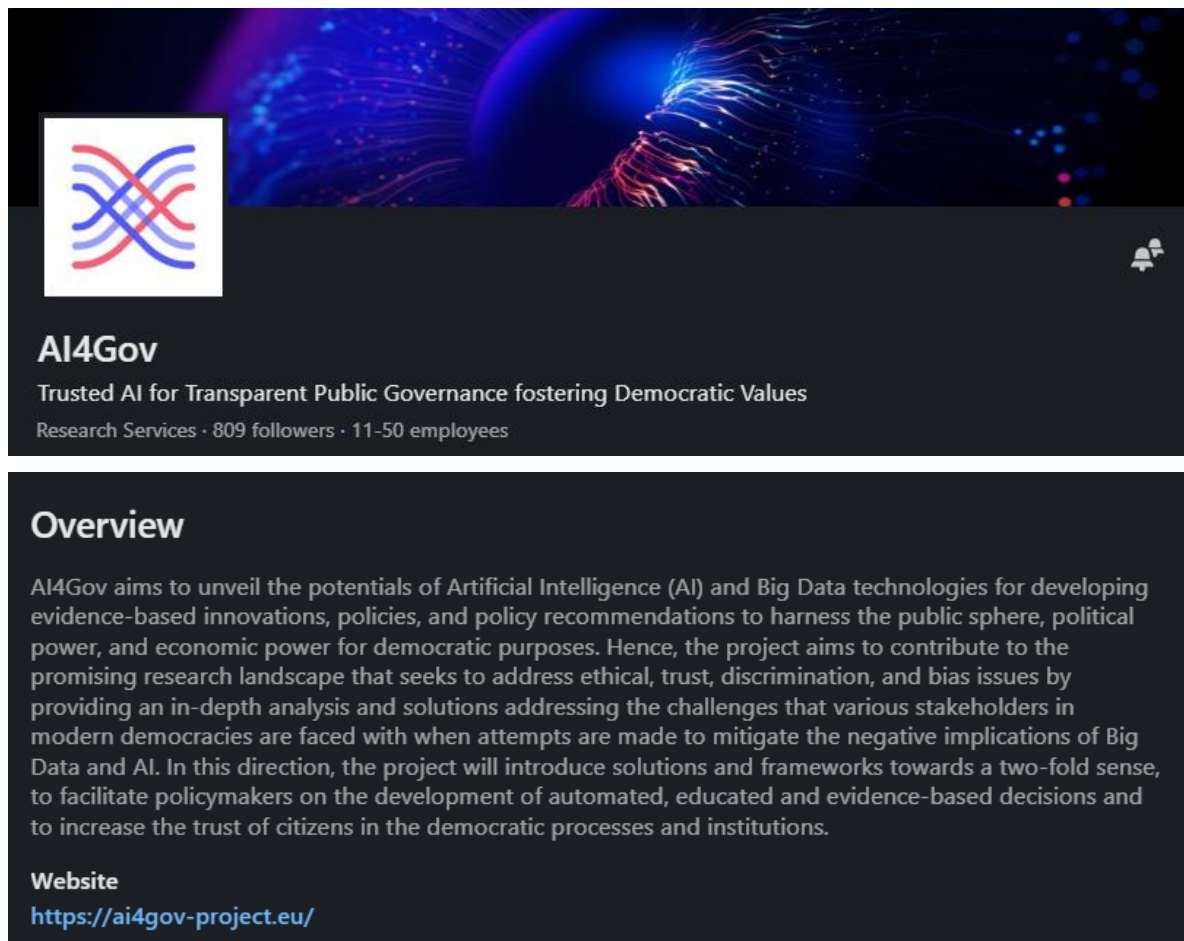 AI4Gov
Trusted AI for Transparent Public Governance fostering Democratic Values
Research Services · 809 followers · 11-50 employees
Overview
AI4Gov aims to unveil the potentials of Artificial Intelligence (AI) and Big Data technologies for developing
evidence-based innovations, policies, and policy recommendations to harness the public sphere, political
power, and economic power for democratic purposes. Hence, the project aims to contribute to the
promising research landscape that seeks to address ethical, trust, discrimination, and bias issues by
providing an in-depth analysis and solutions addressing the challenges that various stakeholders in
modern democracies are faced with when attempts are made to mitigate the negative implications of Big
Data and AI. In this direction, the project will introduce solutions and frameworks towards a two-fold sense,
to facilitate policymakers on the development of automated, educated and evidence-based decisions and
to increase the trust of citizens in the democratic processes and institutions.
Website
https://ai4gov-project.eu/